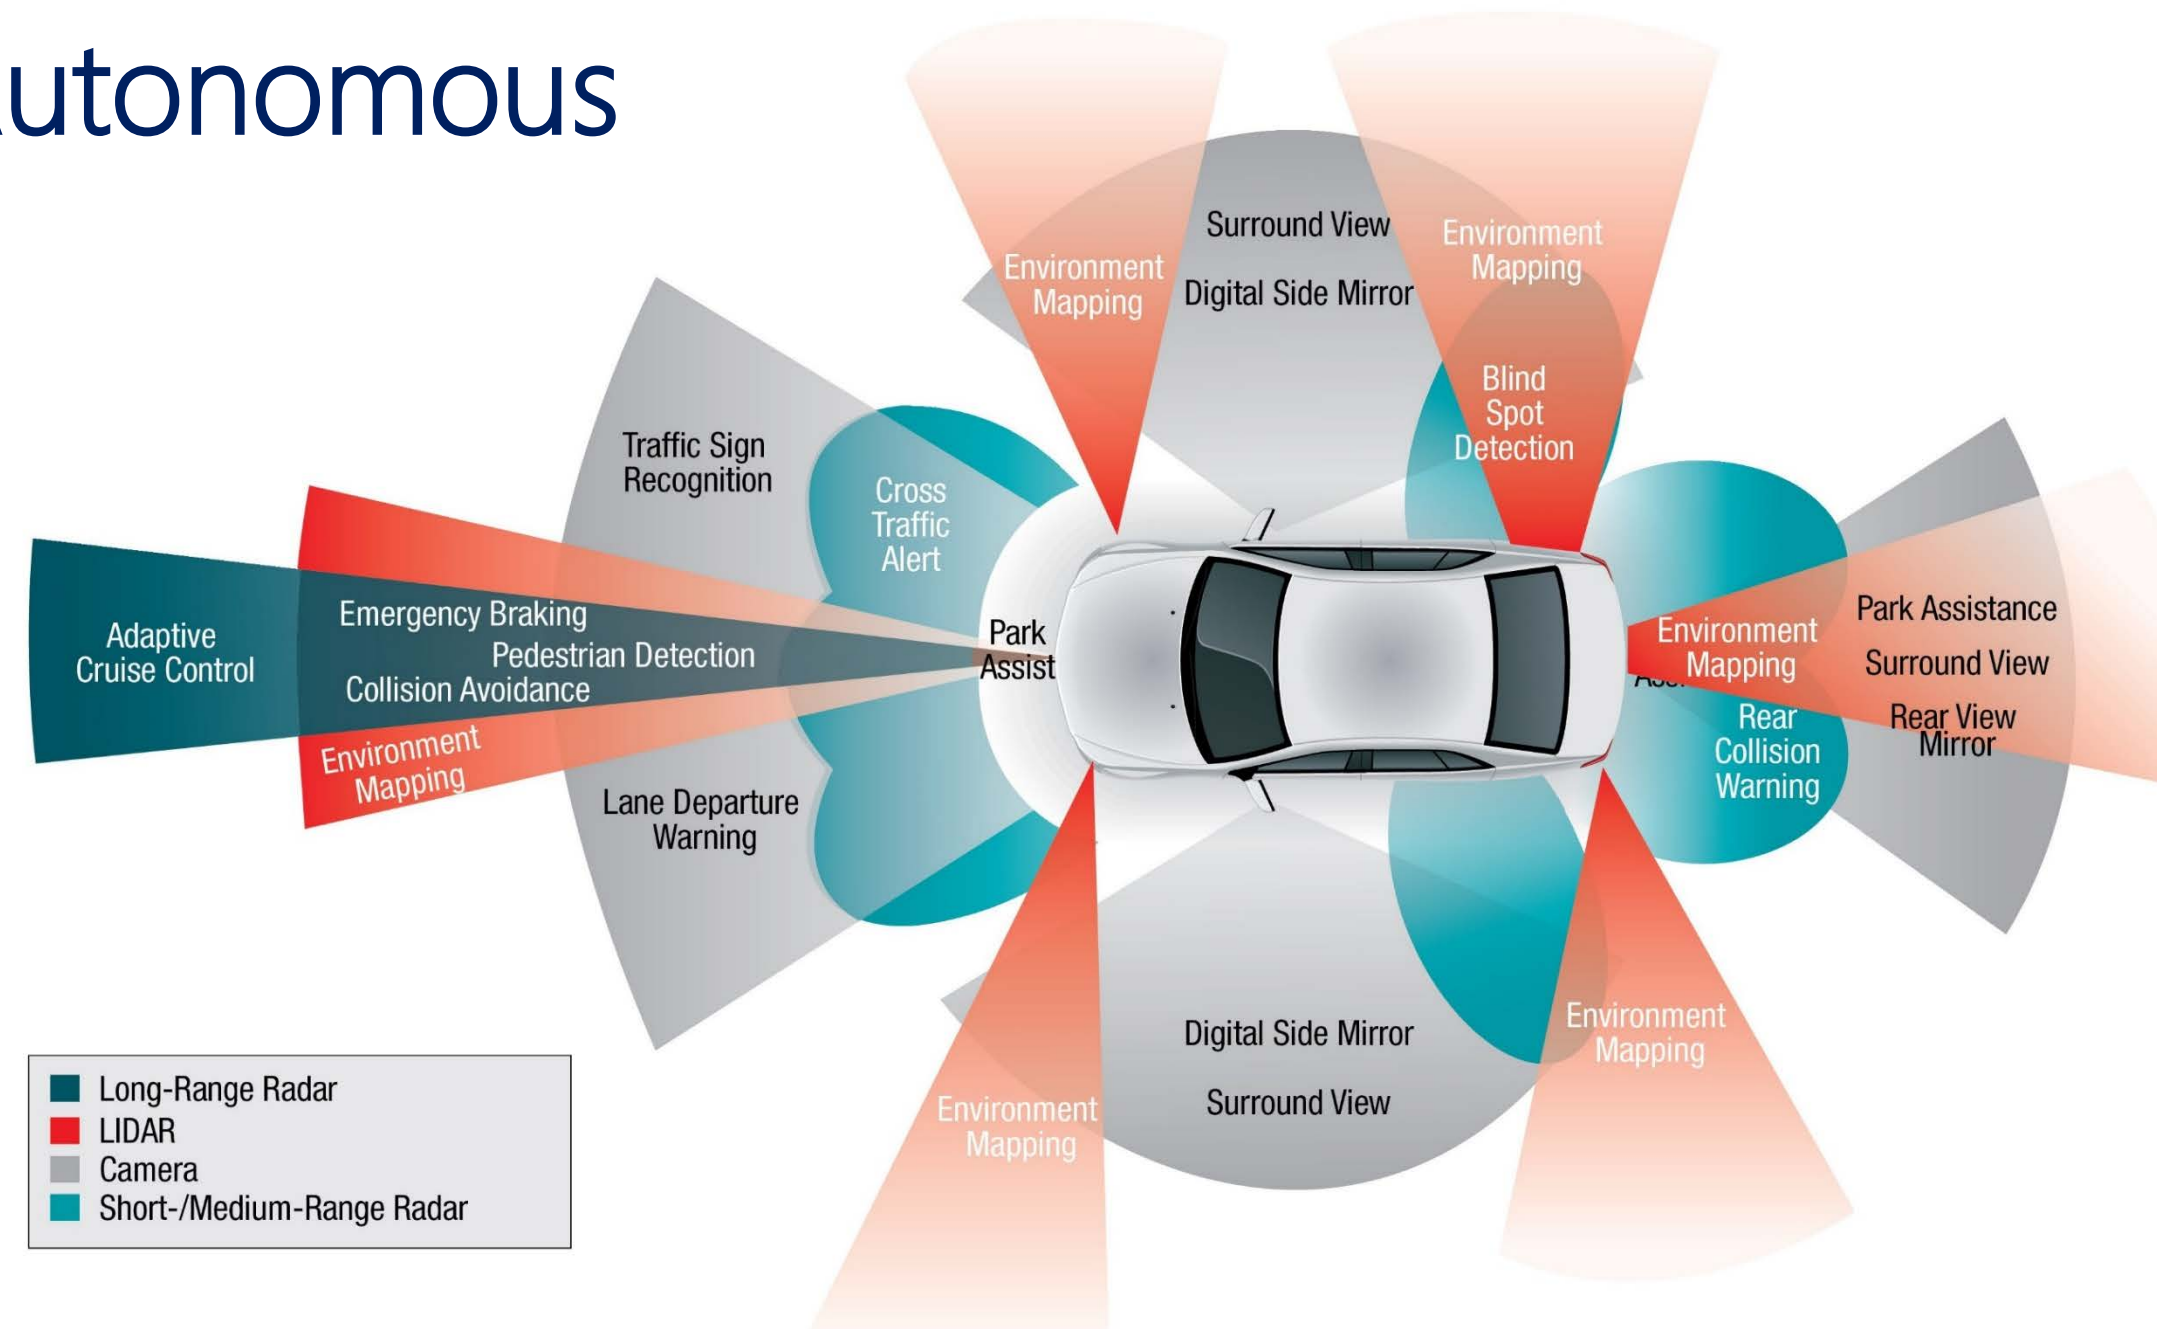 utonomous
Surround View
Digital Side Mirror
Environment
Mapping
Environment
Mapping
Blind
Spot
Detection
Traffic Sign
Recognition
Cross
Traffic
Alert
Adaptive
Cruise Control
Emergency Braking
Pedestrian Detection
Collision Avoidance
Environment
Mapping
Park
Assist
Lane Departure
Warning
Environment
Mapping
Park Assistance
Surround View
Rear View
Mirror
Rear
Collision
Warning
Digital Side Mirror
Surround View
Environment
Mapping
Environment
Mapping
Long-Range Radar
LIDAR
Camera
Short-/Medium-Range Radar